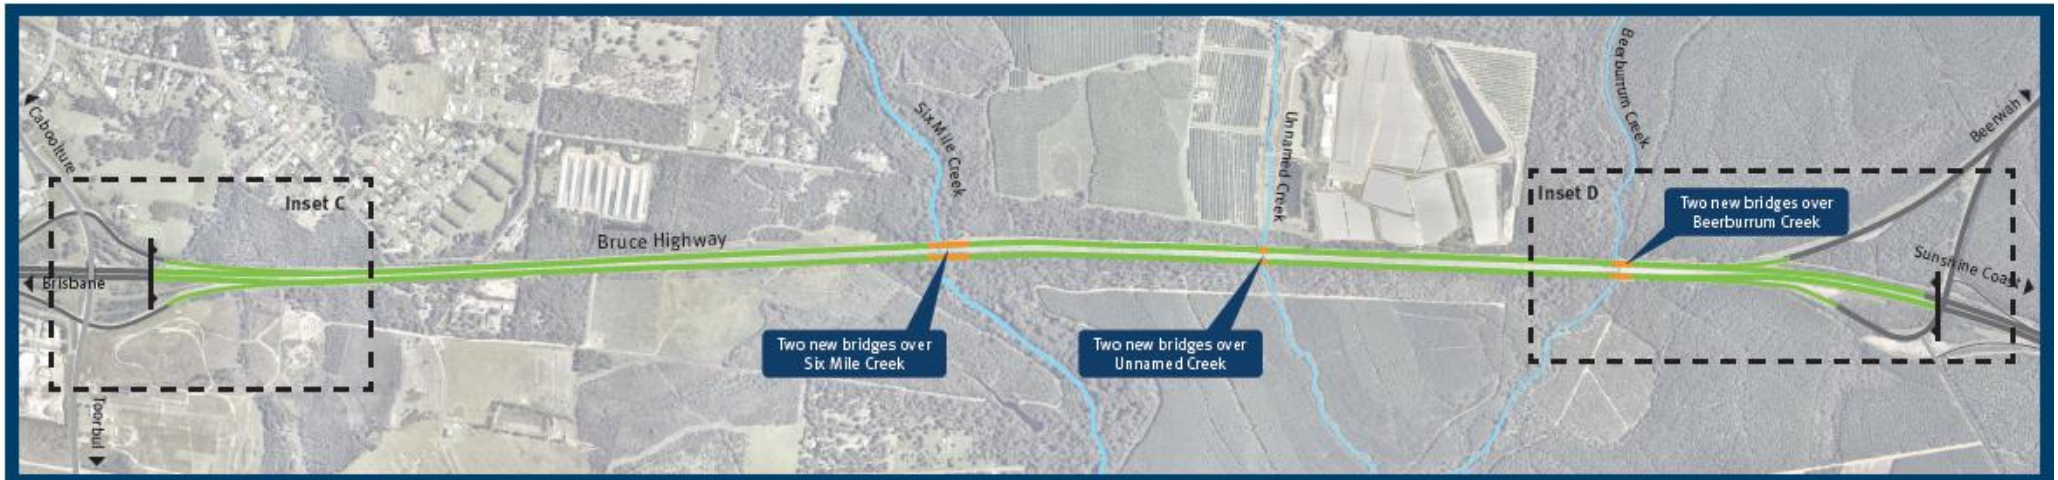 Caboolture
Inset C
Brisbane
Toorbul
Bruce Highway
Six Mile Creek
Two new bridges over
Six Mile Creek
Unnamed Creek
Two new bridges over
Unnamed Creek
Beerburrum Creek
Inset D
Two new bridges over
Beerburrum Creek
Beerwah
Sunshine Coast